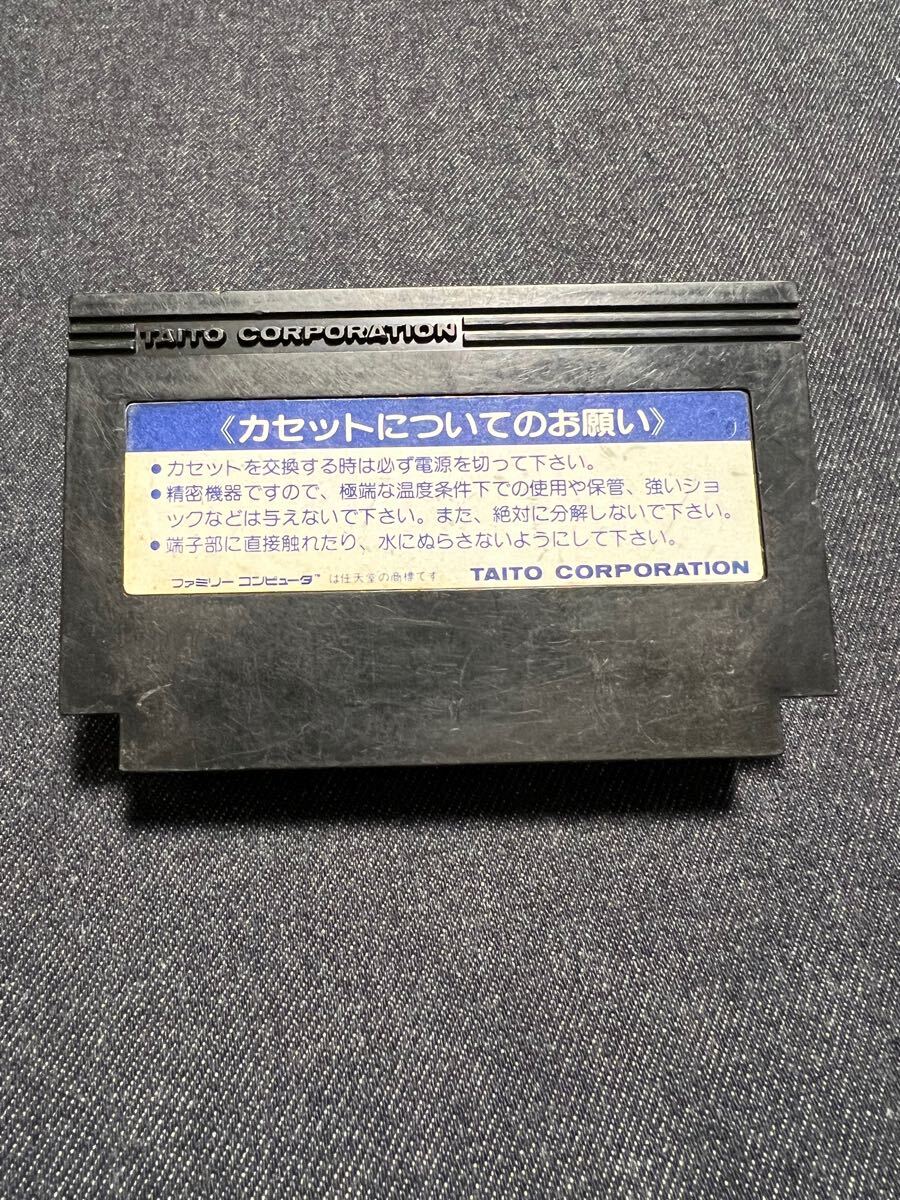 TAITO CORPORATION
《カセットについてのお願い》
● カセットを交換する時は必ず電源を切って下さい。
● 精密機器ですので、極端な温度条件下での使用や保管、強いショ
ックなどは与えないで下さい。また、絶対に分解しないで下さい。
● 端子部に直接触れたり、水にぬらさないようにして下さい。
ファミリーコンピュータ™ は任天堂の商標です TAITO CORPORATION